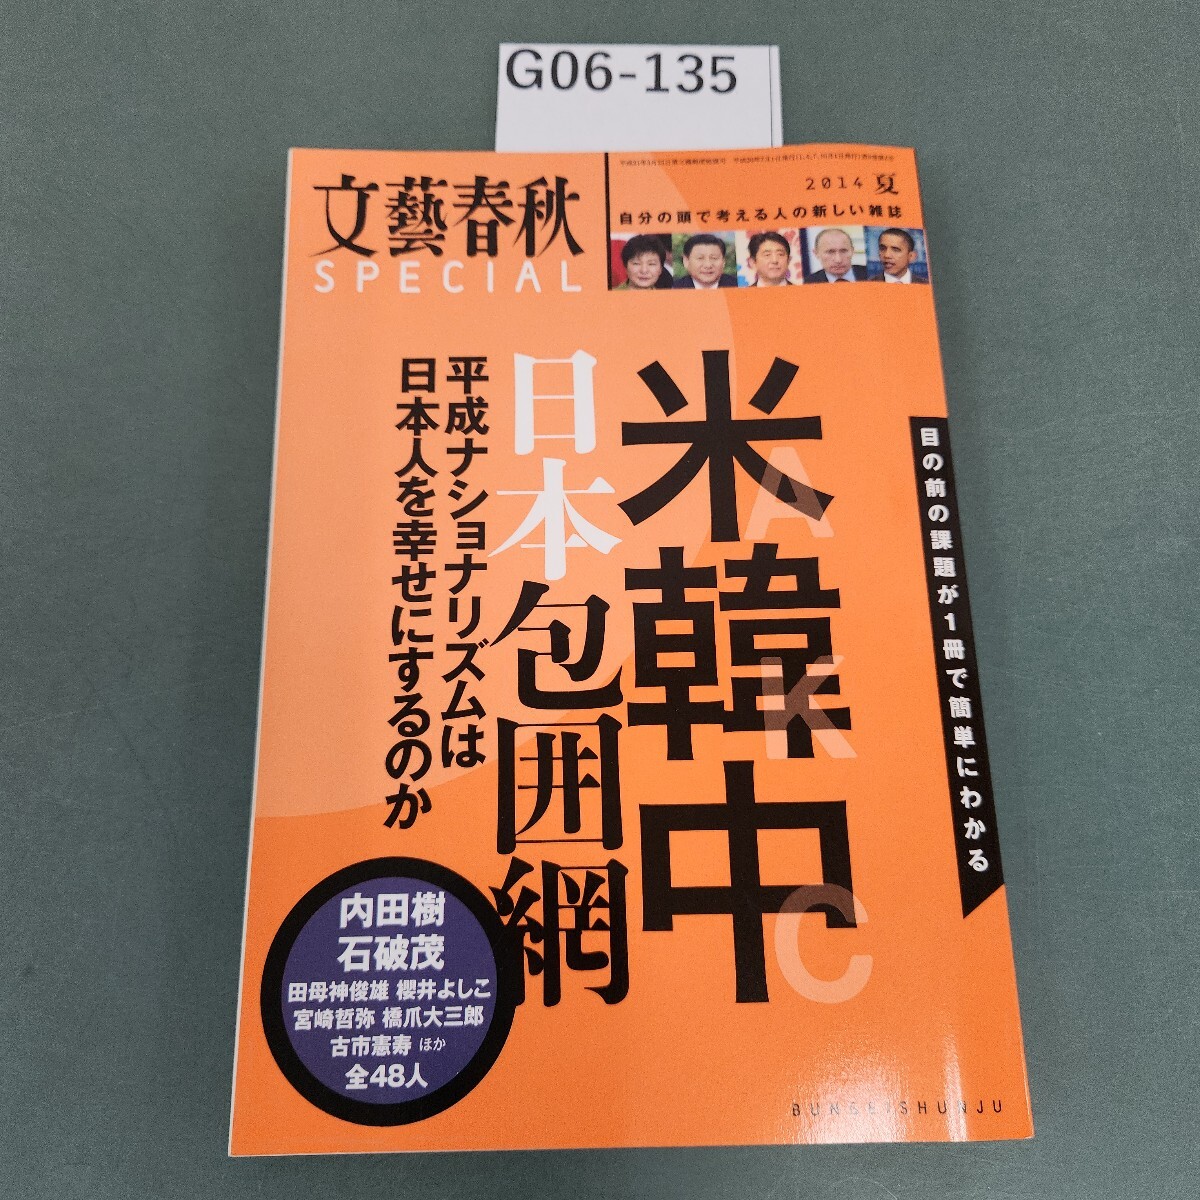 G06-135
文藝春秋
SPECIAL
2014 夏
自分の頭で考える人の新しい雑誌
目の前の課題が1冊で簡単にわかる
米韓中
A K C
日本包囲網
平成ナショナリズムは
日本人を幸せにするのか
内田樹
石破茂
田母神俊雄 櫻井よしこ
宮崎哲弥 橋爪大三郎
古市憲寿 ほか
全48人
BUNGEISHUNJU